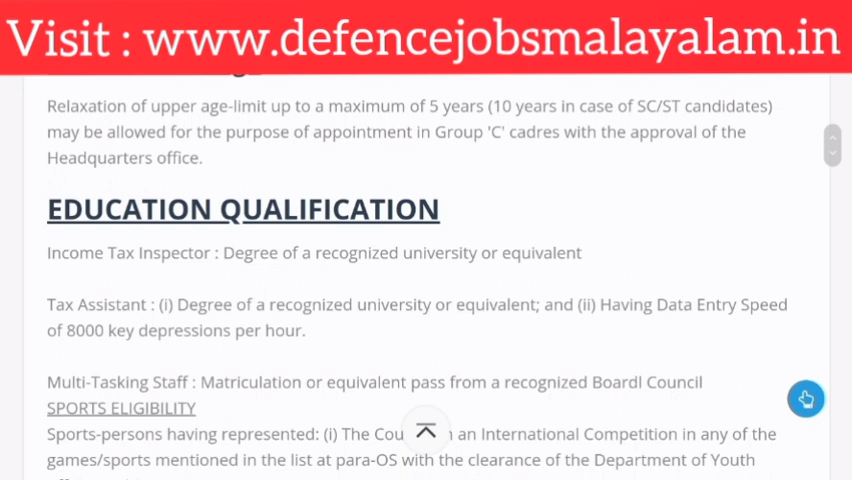 Visit : www.defencejobsmalayalam.in
Relaxation of upper age-limit up to a maximum of 5 years (10 years in case of SC/ST candidates)
may be allowed for the purpose of appointment in Group 'C' cadres with the approval of the
Headquarters office.
EDUCATION QUALIFICATION
Income Tax Inspector : Degree of a recognized university or equivalent
Tax Assistant : (i) Degree of a recognized university or equivalent; and (ii) Having Data Entry Speed
of 8000 key depressions per hour.
Multi-Tasking Staff : Matriculation or equivalent pass from a recognized Boardl Council
SPORTS ELIGIBILITY
Sports-persons having represented: (i) The an International Competition in any of the
games/sports mentioned in the list at para-OS with the clearance of the Department of Youth